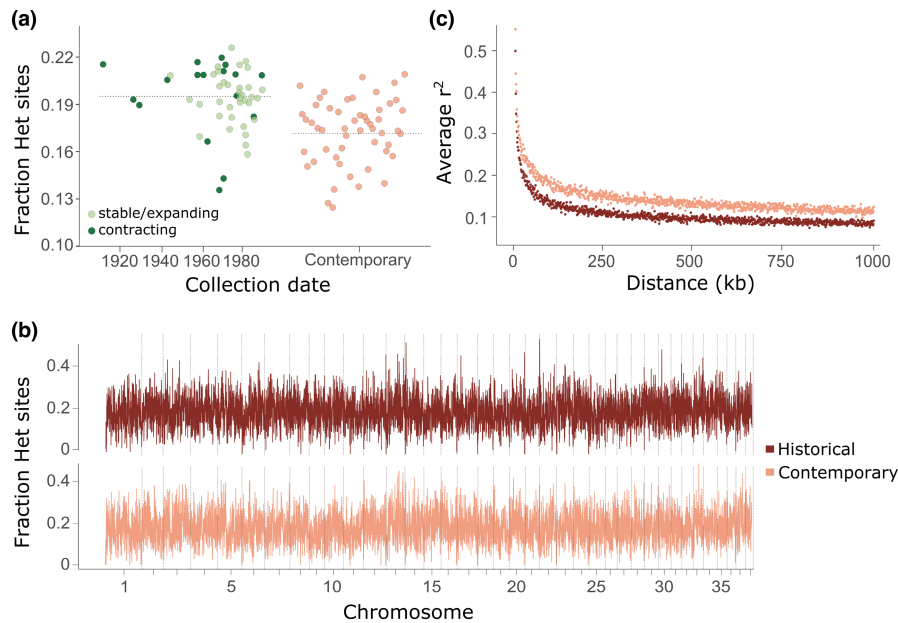 (a)
Fraction Het sites
0.22
0.19
0.16
0.13
0.10
stable/expanding
contracting
1920 1940 1960 1980 Contemporary
Collection date
(c)
Average r²
0.5
0.4
0.3
0.2
0.1
0 250 500 750 1000
Distance (kb)
(b)
Fraction Het sites
0.4
0.2
0
Fraction Het sites
0.4
0.2
0
1 5 10 15 20 25 30 35
Chromosome
Historical
Contemporary